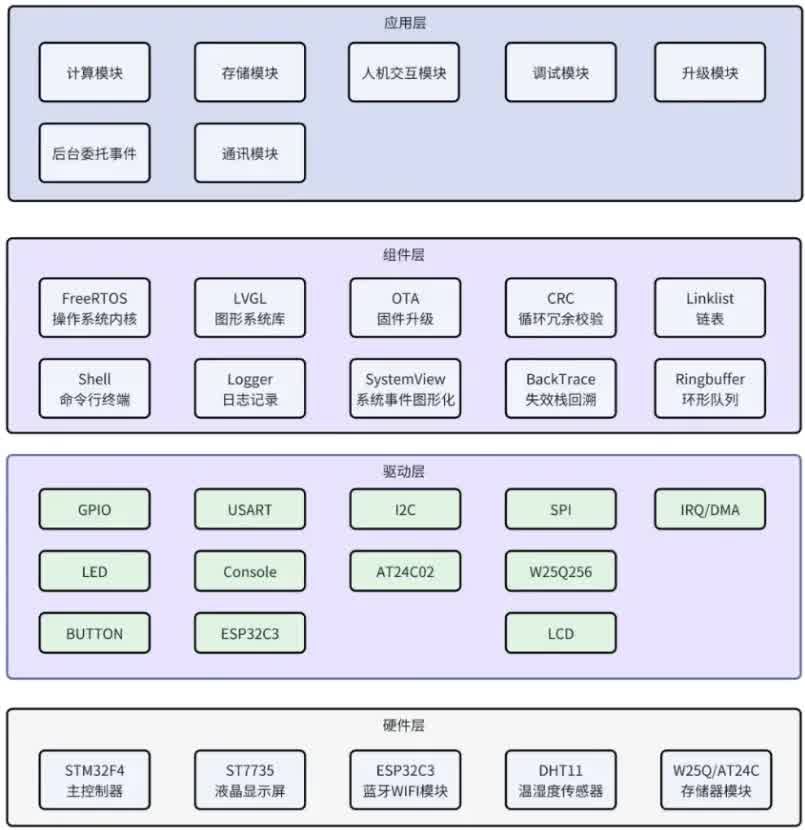 应用层
计算模块
存储模块
人机交互模块
调试模块
升级模块
后台委托事件
通讯模块
组件层
FreeRTOS
操作系统内核
LVGL
图形系统库
OTA
固件升级
CRC
循环冗余校验
Linklist
链表
Shell
命令行终端
Logger
日志记录
SystemView
系统事件图形化
BackTrace
失效栈回溯
Ringbuffer
环形队列
驱动层
GPIO
USART
I2C
SPI
IRQ/DMA
LED
Console
AT24C02
W25Q256
BUTTON
ESP32C3
LCD
硬件层
STM32F4
主控制器
ST7735
液晶显示屏
ESP32C3
蓝牙WIFI模块
DHT11
温湿度传感器
W25Q/AT24C
存储器模块